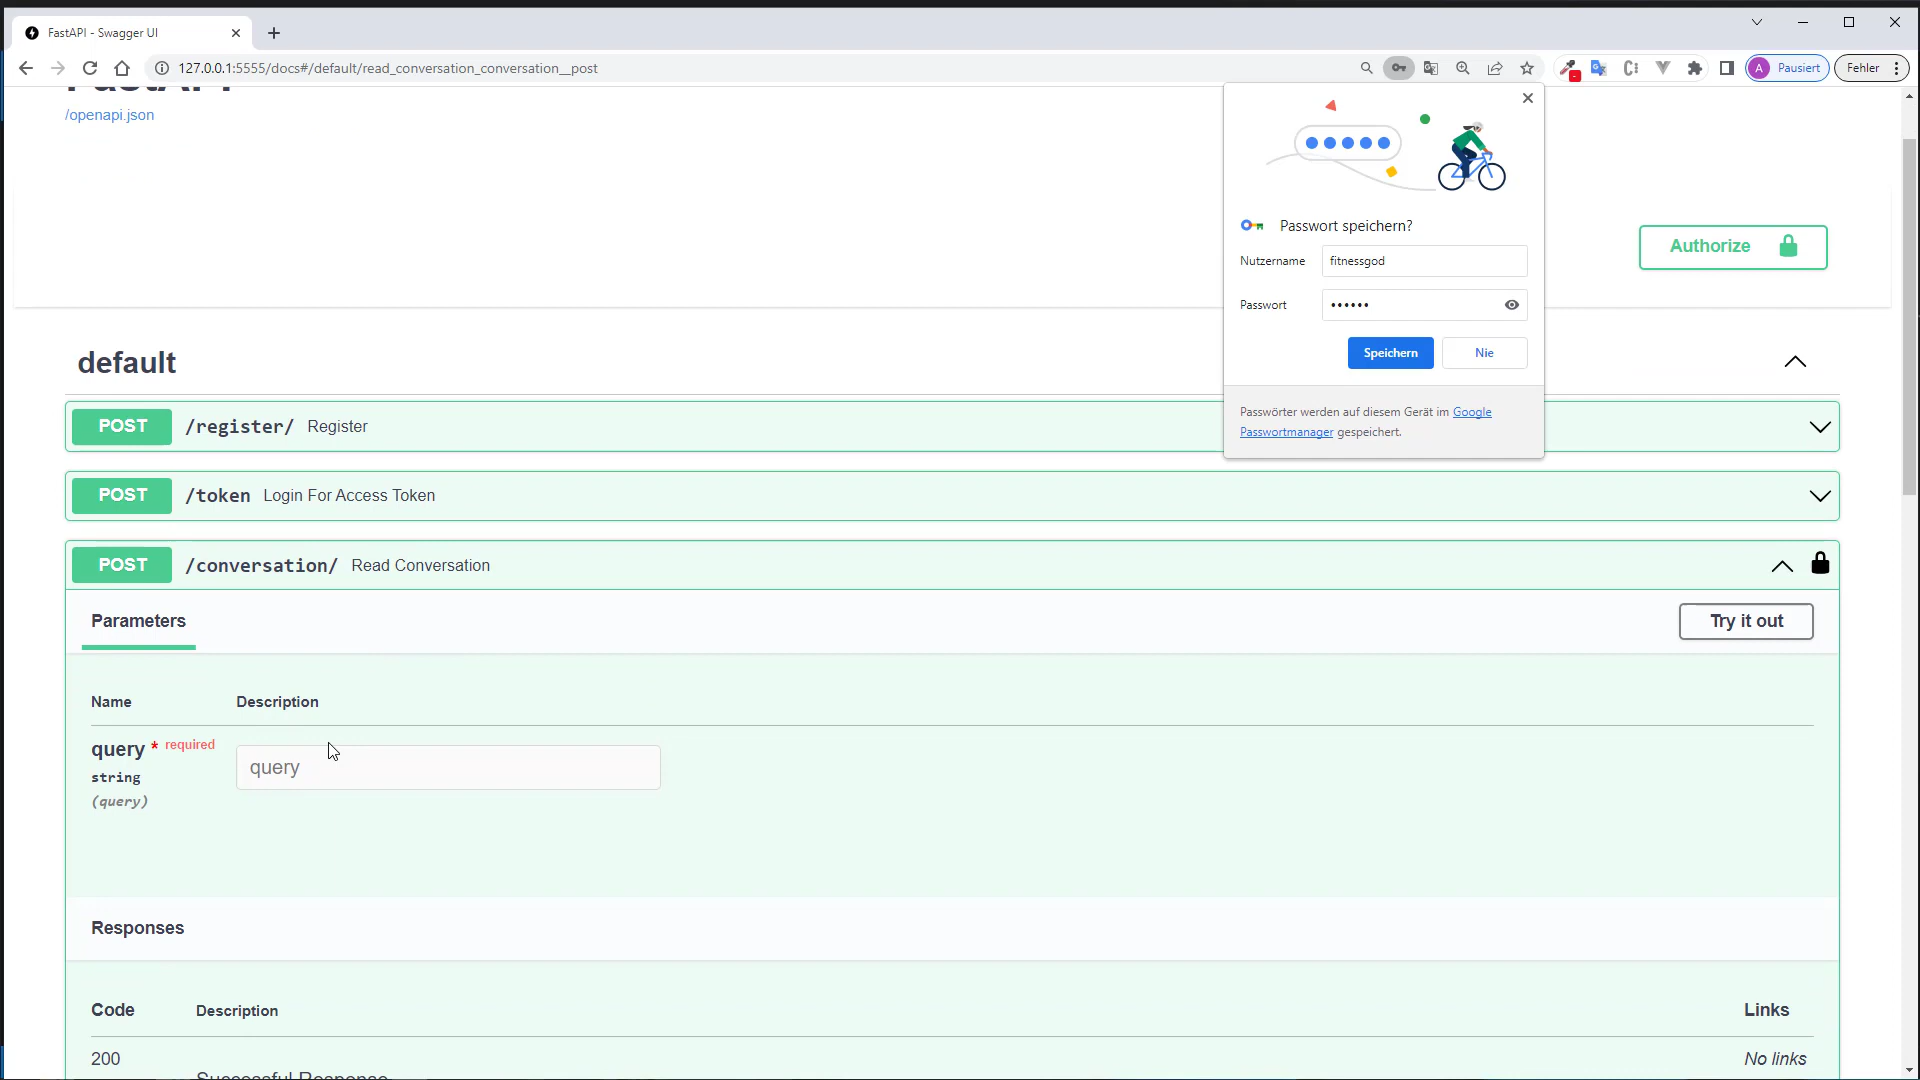 FastAPI - Swagger UI
127.0.0.1:5555/docs#/default/read_conversation_conversation__post
A Pausiert
Fehler
FastAPI
/openapi.json
Passwort speichern?
Nutzername fitnessgod
Passwort ••••••
Speichern Nie
Passwörter werden auf diesem Gerät im Google
Passwortmanager gespeichert.
Authorize
default
POST /register/ Register
POST /token Login For Access Token
POST /conversation/ Read Conversation
Parameters
Try it out
Name Description
query * required
string
(query)
query
Responses
Code Description Links
200 No links
Successful Response